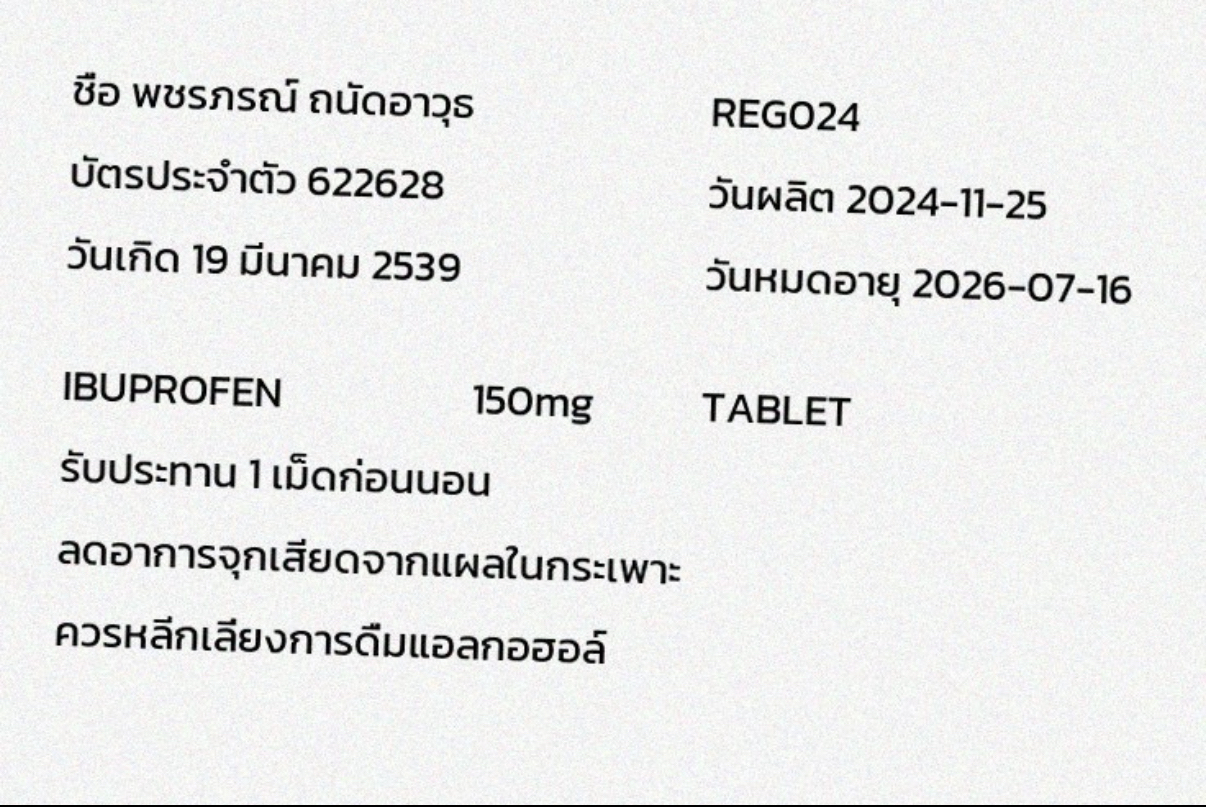 ชื่อ พชรภรณ์ ถนัดอาวุธ
REG024
บัตรประจำตัว 622628
วันผลิต 2024-11-25
วันเกิด 19 มีนาคม 2539
วันหมดอายุ 2026-07-16
IBUPROFEN 150mg TABLET
รับประทาน 1 เม็ดก่อนนอน
ลดอาการจุกเสียดจากแผลในกระเพาะ
ควรหลีกเลี่ยงการดื่มแอลกอฮอล์